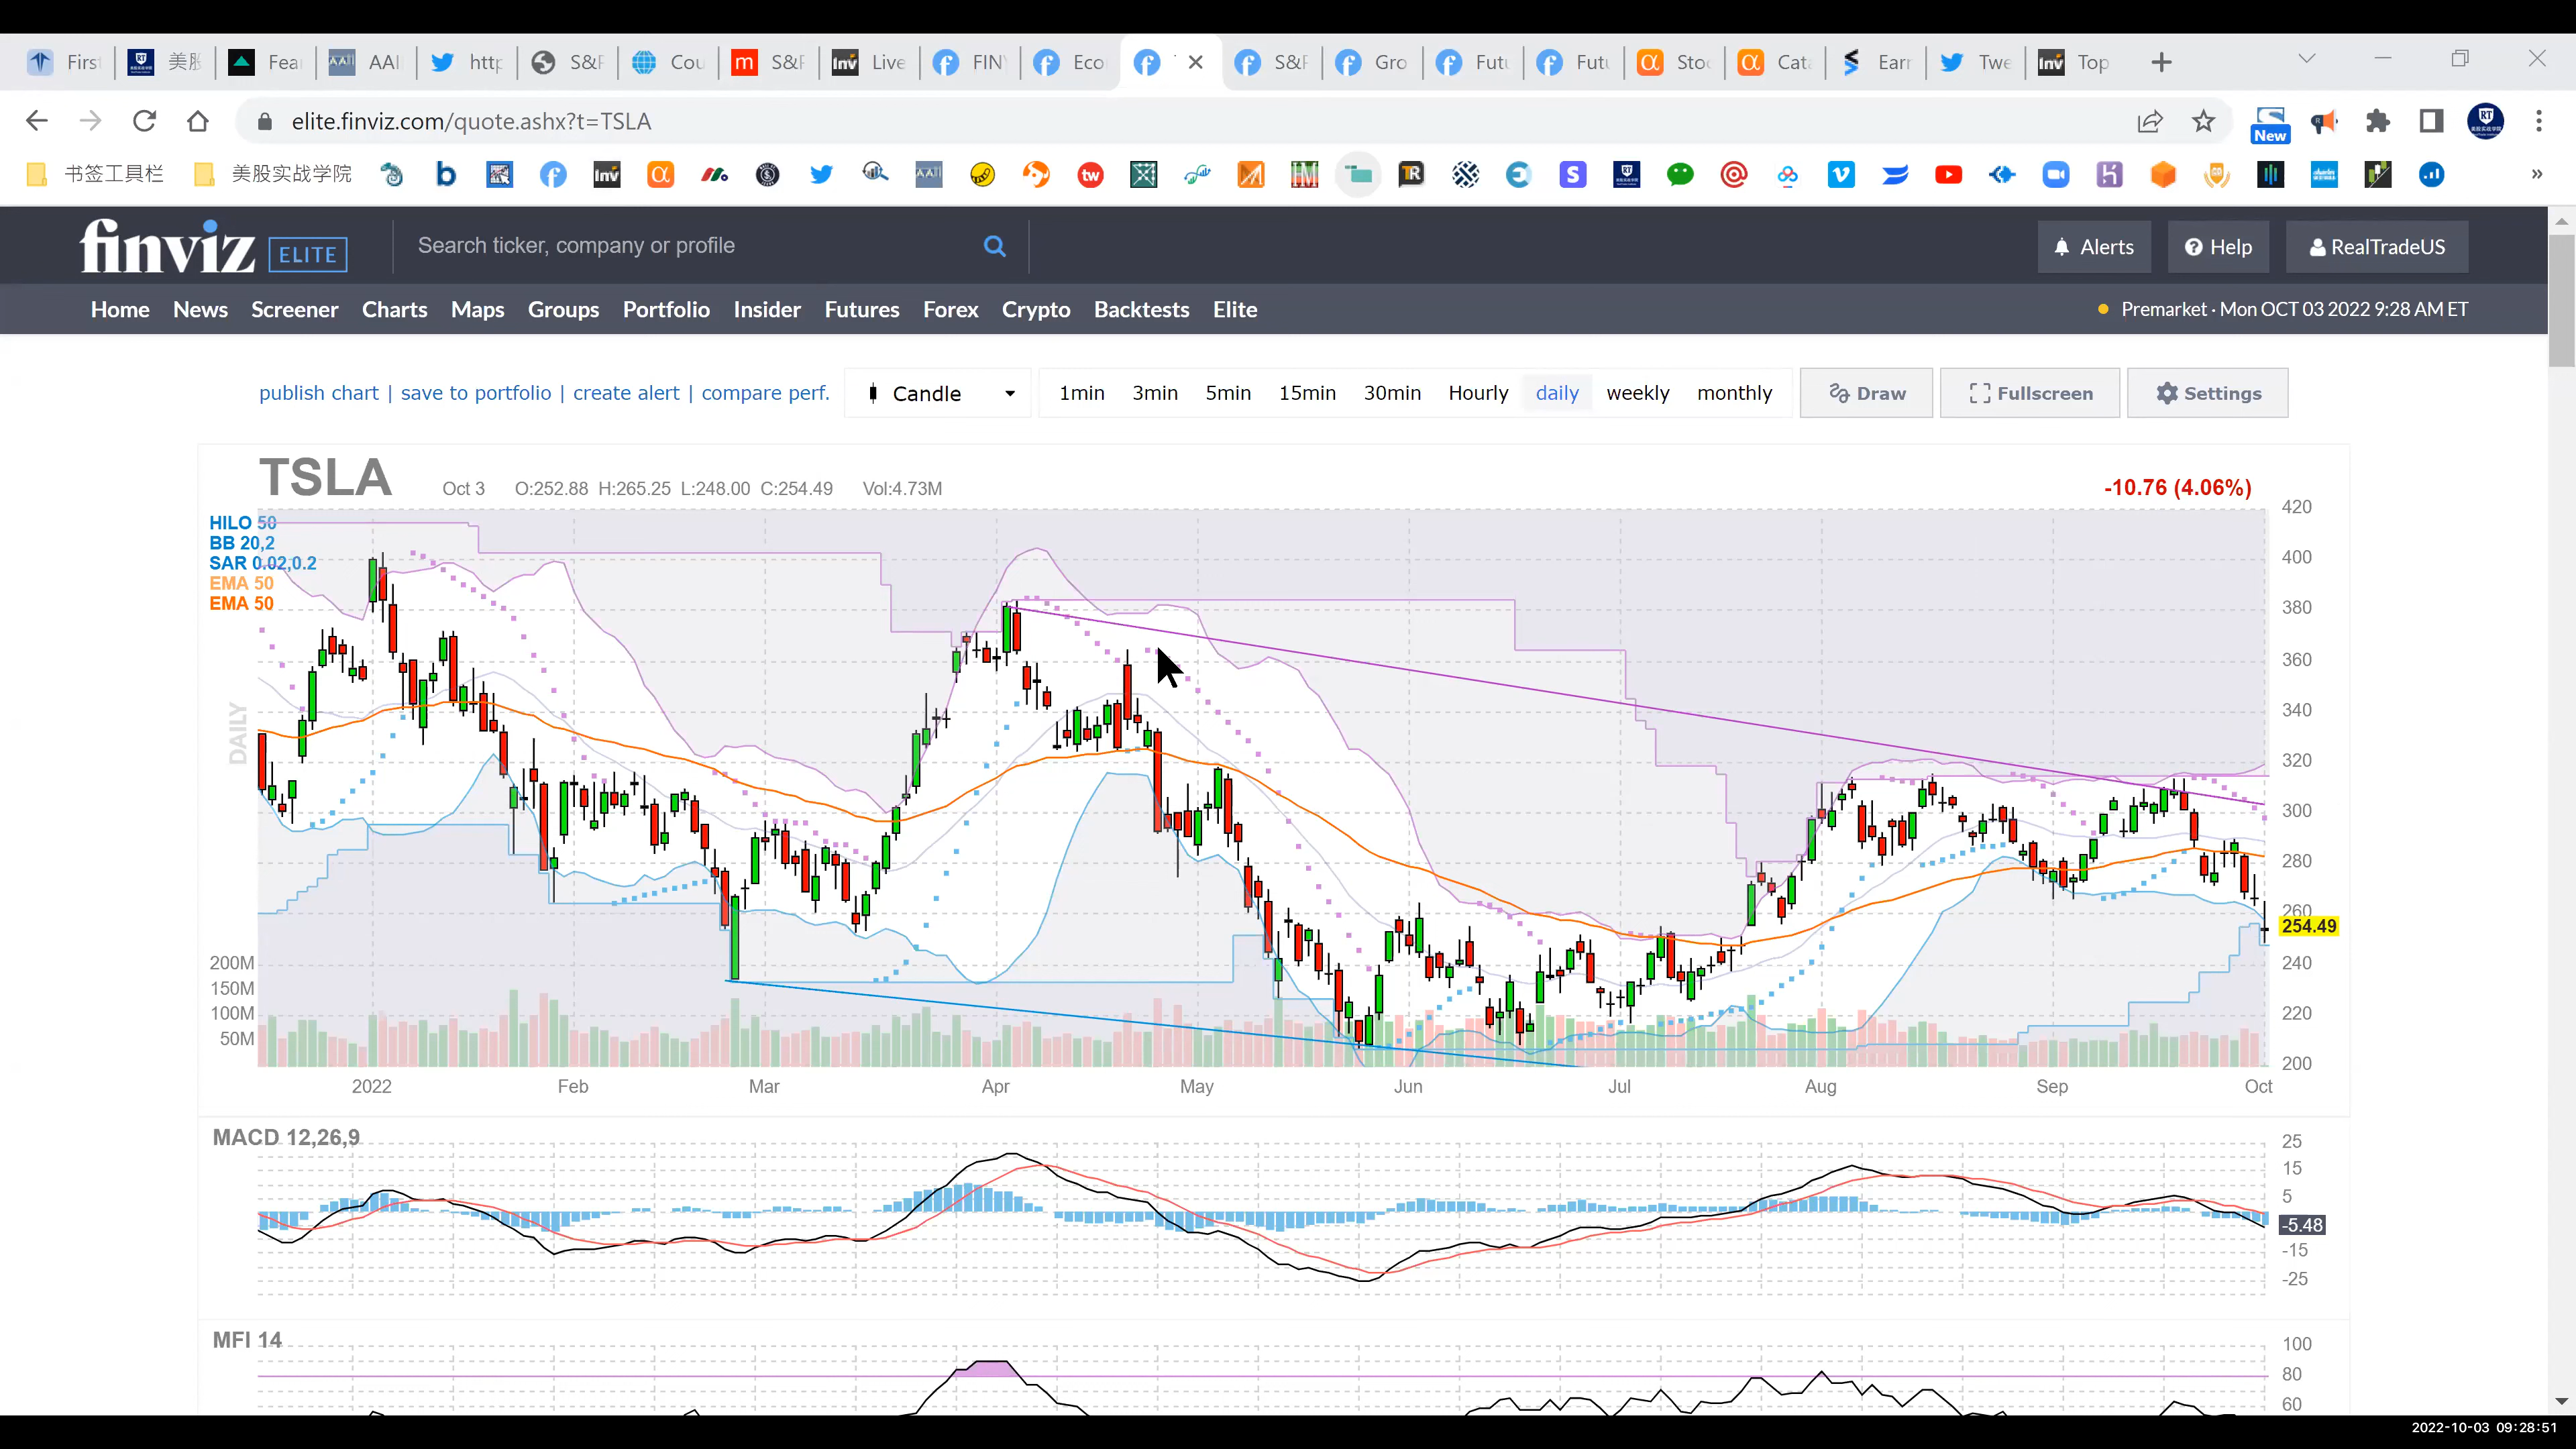 First 美股 Fea AAI http S&P Cou S&P Live FIN Eco S&P Gro Futu Futu Sto Cata Earn Twe Top
elite.finviz.com/quote.ashx?t=TSLA
New
书签工具栏 美股实战学院
finviz ELITE Search ticker, company or profile Alerts Help RealTradeUS
Home News Screener Charts Maps Groups Portfolio Insider Futures Forex Crypto Backtests Elite Premarket · Mon OCT 03 2022 9:28 AM ET
publish chart | save to portfolio | create alert | compare perf. Candle 1min 3min 5min 15min 30min Hourly daily weekly monthly Draw Fullscreen Settings
TSLA Oct 3 O:252.88 H:265.25 L:248.00 C:254.49 Vol:4.73M -10.76 (4.06%)
420
HILO 50
BB 20,2
400
SAR 0.02,0.2
EMA 50
EMA 50
380
360
340
DAILY
320
300
280
260
254.49
200M 240
150M
100M 220
50M
200
2022 Feb Mar Apr May Jun Jul Aug Sep Oct
MACD 12,26,9 25
15
5
-5.48
-15
-25
MFI 14 100
80
60
2022-10-03 09:28:51